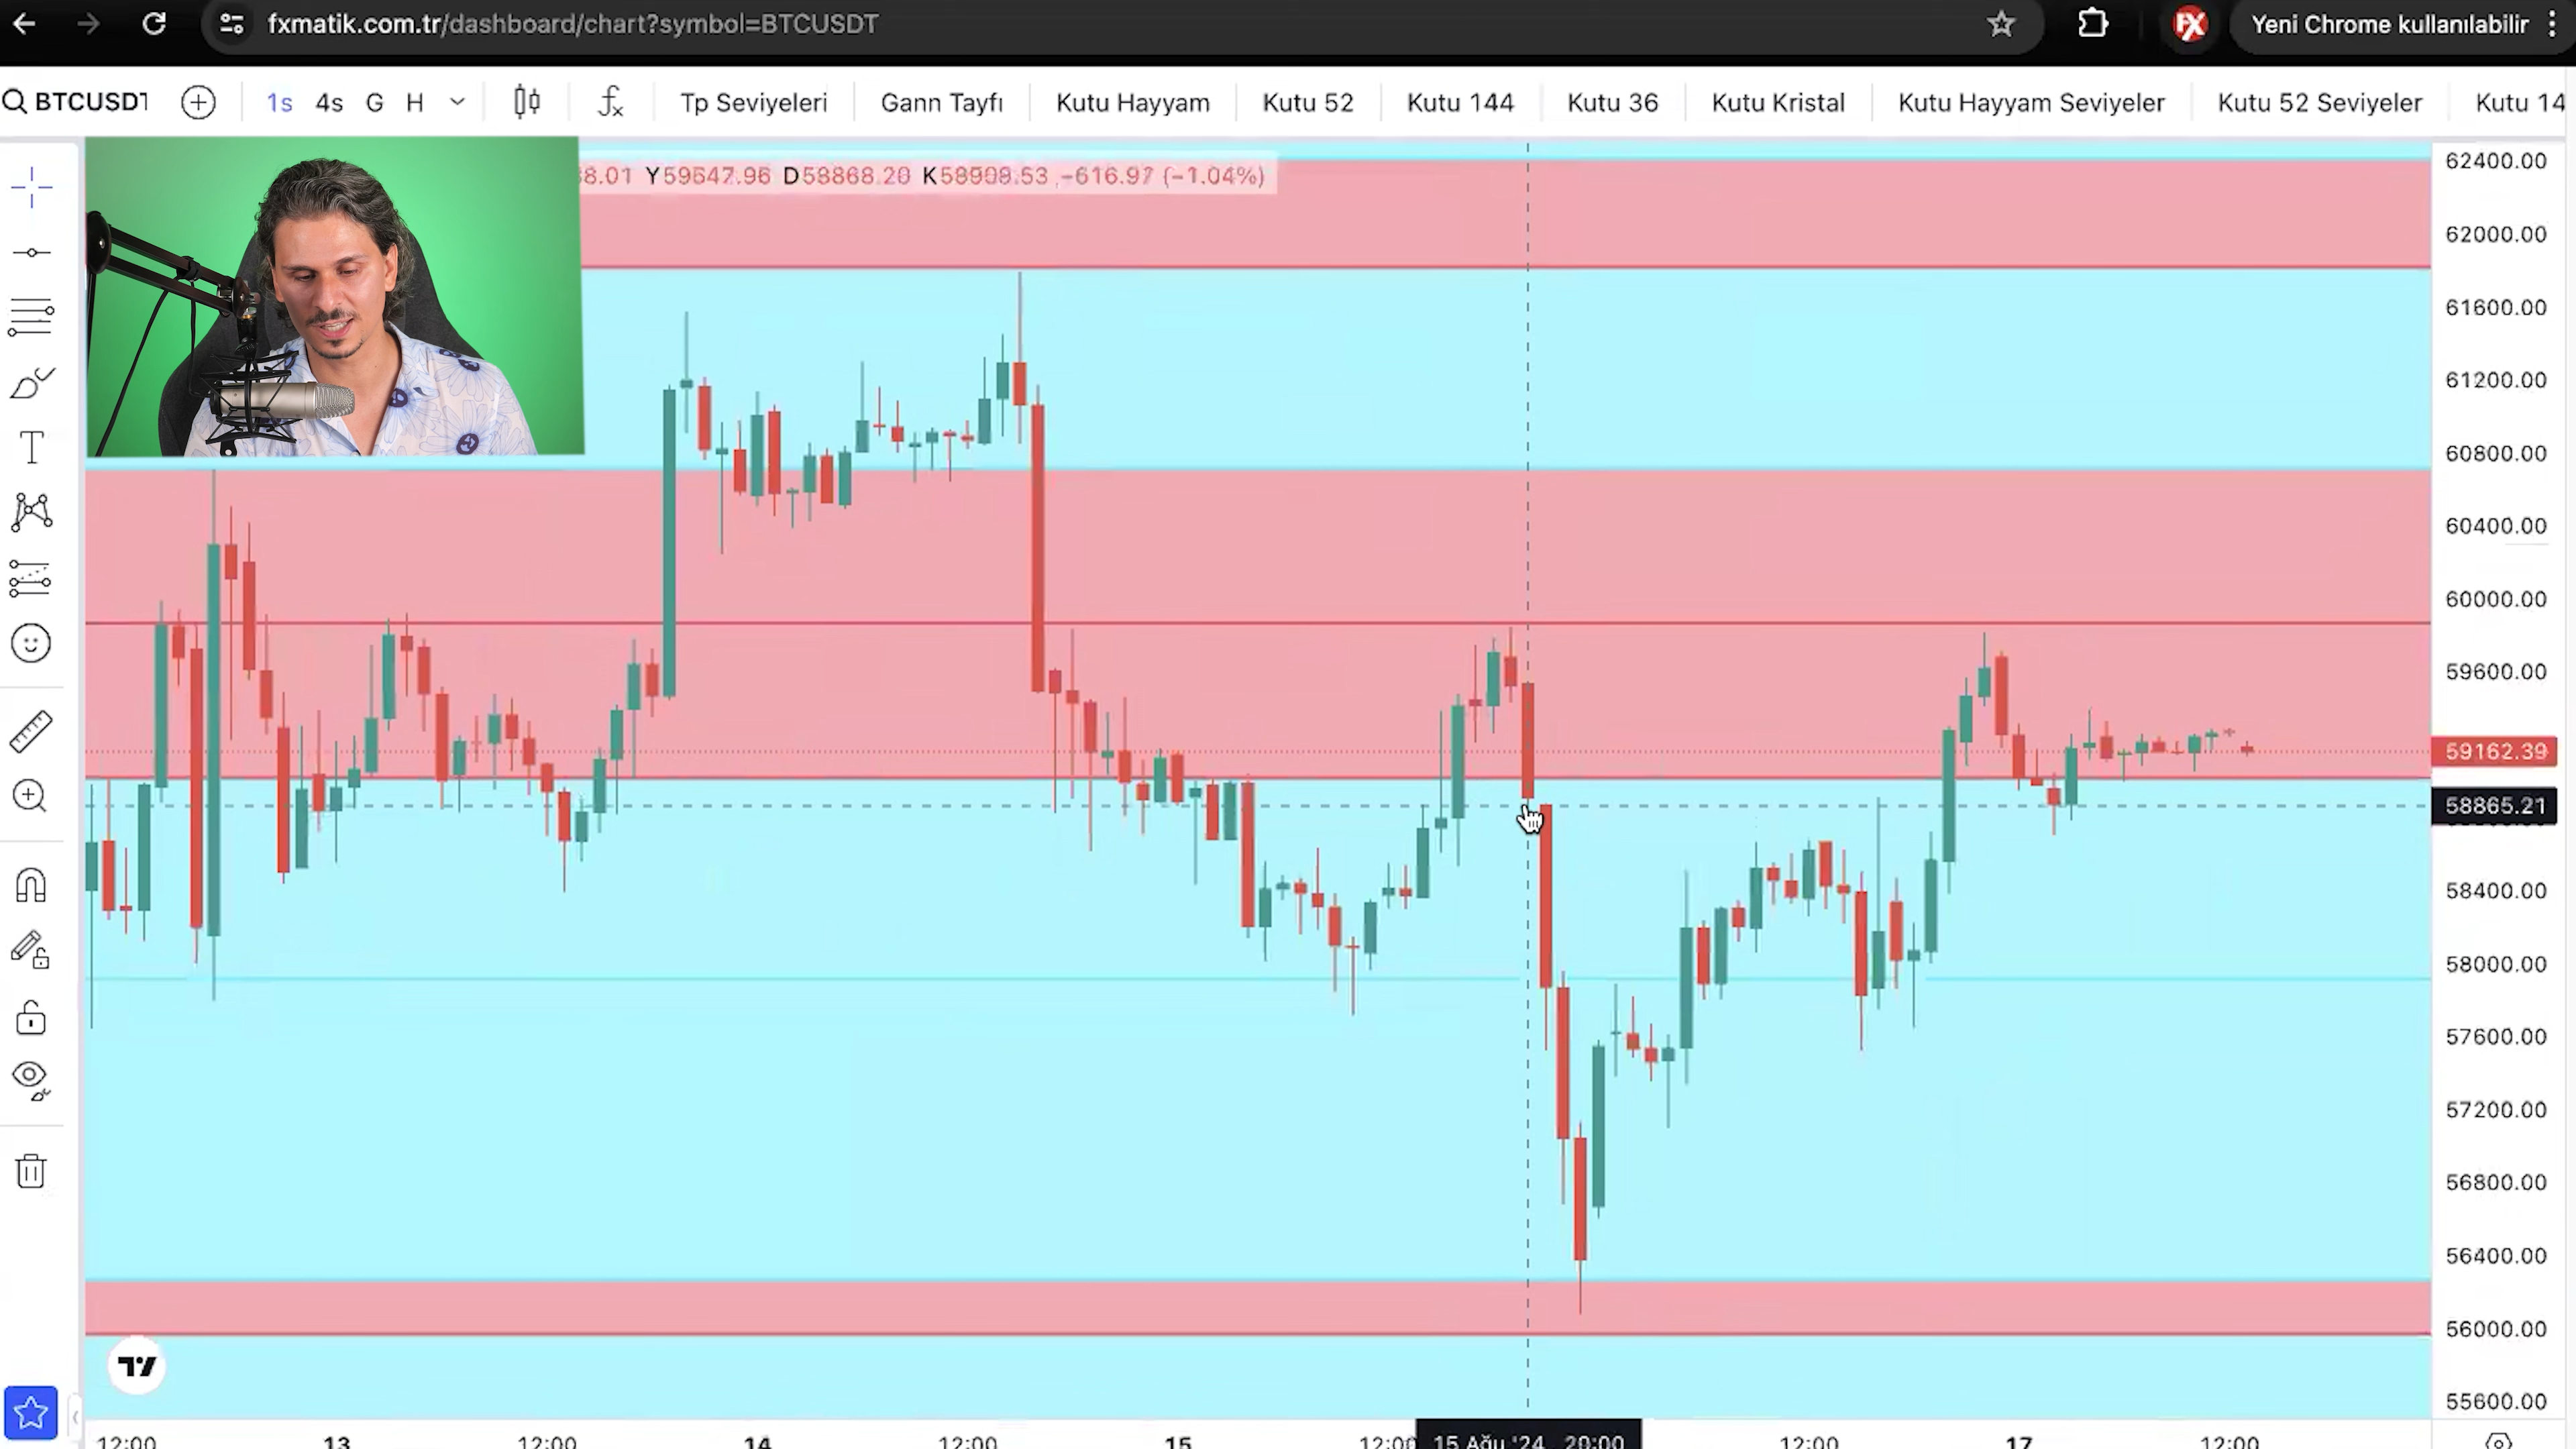 fxmatik.com.tr/dashboard/chart?symbol=BTCUSDT
Yeni Chrome kullanılabilir
BTCUSDT
1s
4s
G
H
Tp Seviyeleri
Gann Tayfı
Kutu Hayyam
Kutu 52
Kutu 144
Kutu 36
Kutu Kristal
Kutu Hayyam Seviyeler
Kutu 52 Seviyeler
Kutu 14
8.01 Y59647.96 D58868.20 K58909.53 -616.97 (-1.04%)
62400.00
62000.00
61600.00
61200.00
60800.00
60400.00
60000.00
59600.00
59162.39
58865.21
58400.00
58000.00
57600.00
57200.00
56800.00
56400.00
56000.00
55600.00
12:00
13
12:00
14
12:00
15
12:00
15 Ağu '24 20:00
12:00
17
12:00